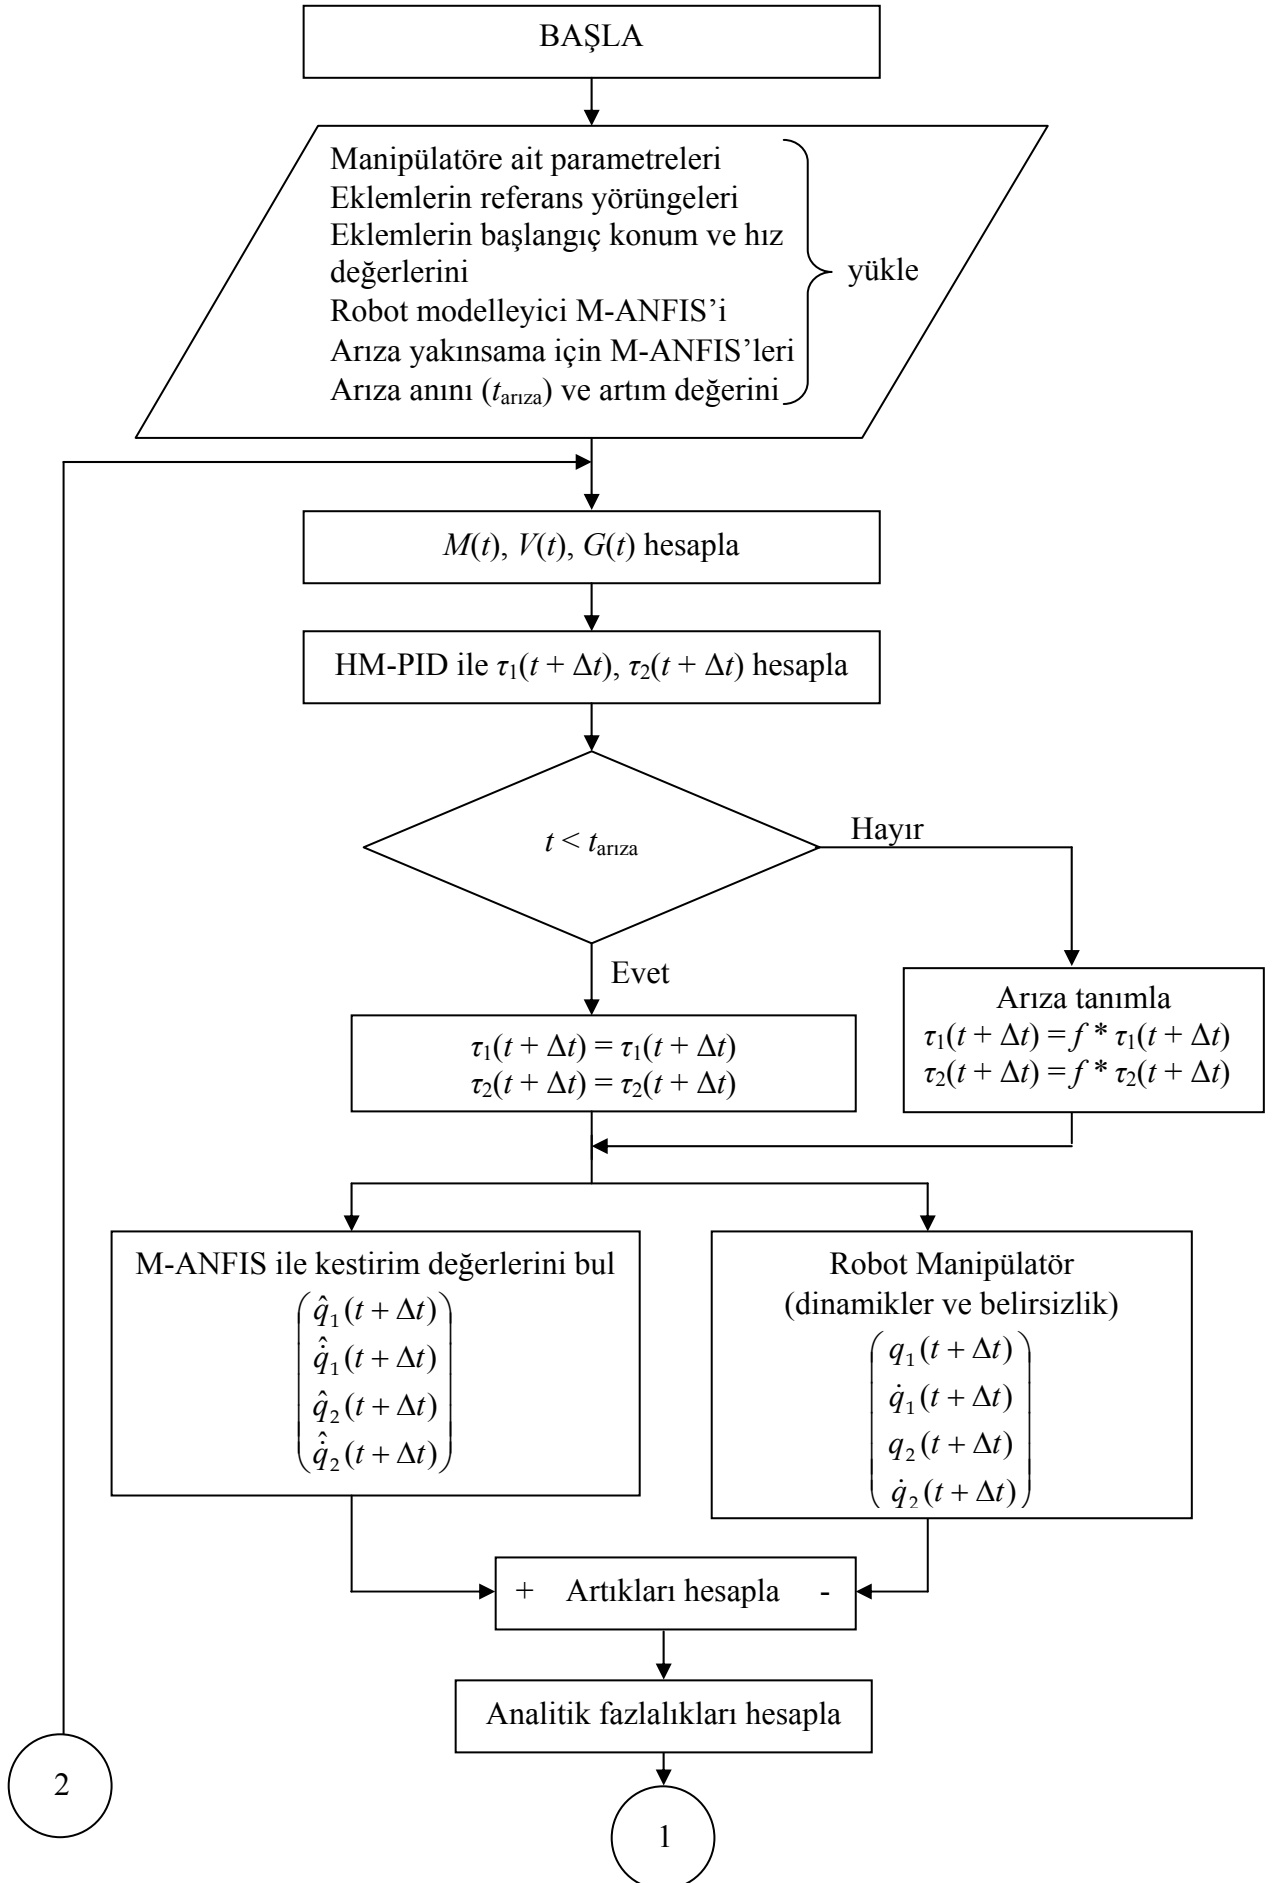 BAŞLA
Manipülatöre ait parametreleri
Eklemlerin referans yörüngeleri
Eklemlerin başlangıç konum ve hız
değerlerini
Robot modelleyici M-ANFIS’i
Arıza yakınsama için M-ANFIS’leri
Arıza anını (t_arıza) ve artım değerini
yükle
M(t), V(t), G(t) hesapla
HM-PID ile τ₁(t + Δt), τ₂(t + Δt) hesapla
t < t_arıza
Hayır
Evet
τ₁(t + Δt) = τ₁(t + Δt)
τ₂(t + Δt) = τ₂(t + Δt)
Arıza tanımla
τ₁(t + Δt) = f * τ₁(t + Δt)
τ₂(t + Δt) = f * τ₂(t + Δt)
M-ANFIS ile kestirim değerlerini bul
q̂₁(t + Δt)
q̇̂₁(t + Δt)
q̂₂(t + Δt)
q̇̂₂(t + Δt)
Robot Manipülatör
(dinamikler ve belirsizlik)
q₁(t + Δt)
q̇₁(t + Δt)
q₂(t + Δt)
q̇₂(t + Δt)
+ Artıkları hesapla -
Analitik fazlalıkları hesapla
2
1